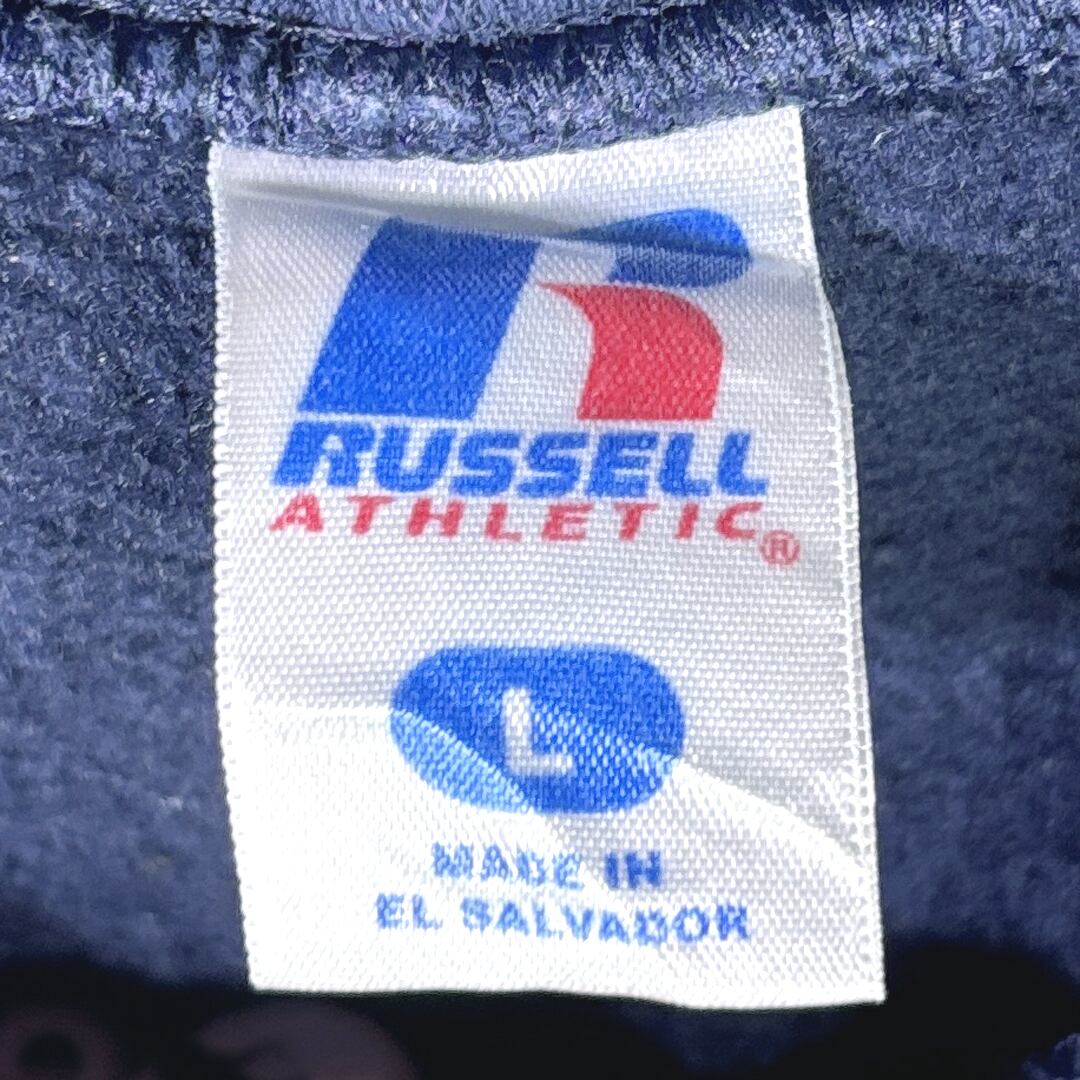 RUSSELL
ATHLETIC®
L
MADE IN
EL SALVADOR